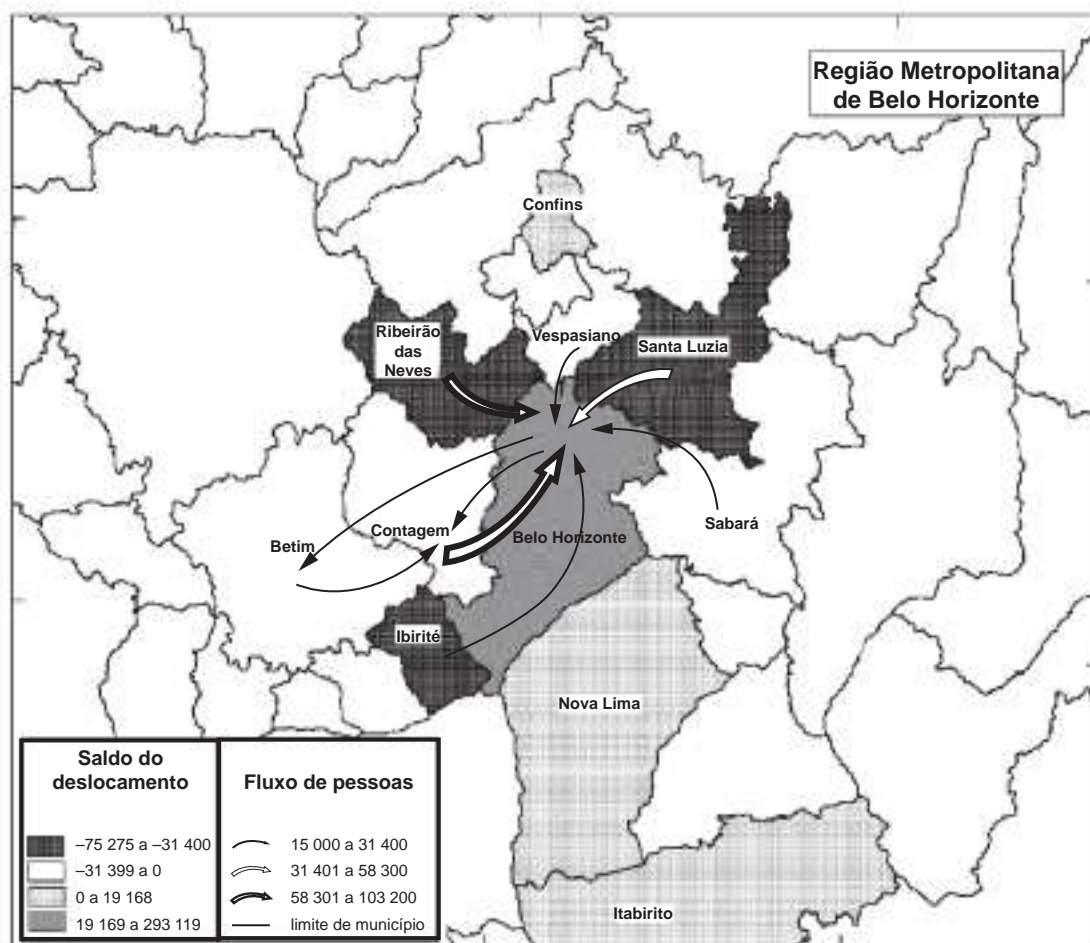 Região Metropolitana
de Belo Horizonte
Confins
Ribeirão
das
Neves
Vespasiano
Santa Luzia
Contagem
Betim
Belo Horizonte
Sabará
Ibirité
Nova Lima
Itabirito
Saldo do
deslocamento
–75 275 a –31 400
–31 399 a 0
0 a 19 168
19 169 a 293 119
Fluxo de pessoas
15 000 a 31 400
31 401 a 58 300
58 301 a 103 200
limite de município